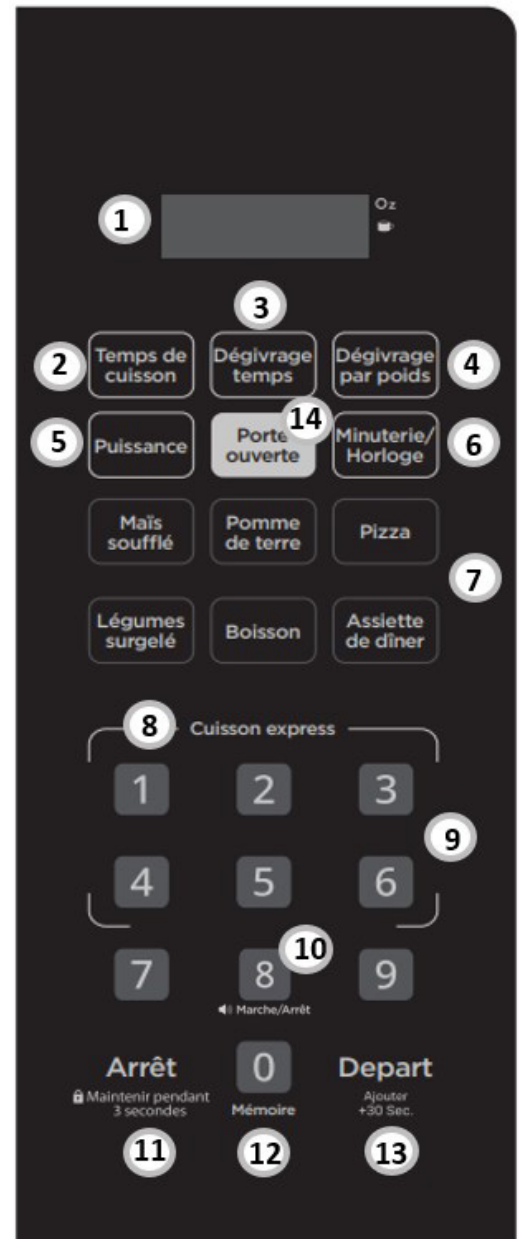 Oz
1
3
2
Temps de
cuisson
Dégivrage
temps
Dégivrage
par poids
4
5
Puissance
14
Porte
ouverte
Minuterie/
Horloge
6
Maïs
soufflé
Pomme
de terre
Pizza
7
Légumes
surgelé
Boisson
Assiette
de dîner
8
Cuisson express
1
2
3
9
4
5
6
10
7
8
9
Marche/Arrêt
Arrêt
0
Depart
Maintenir pendant
3 secondes
Mémoire
Ajouter
+30 Sec.
11
12
13